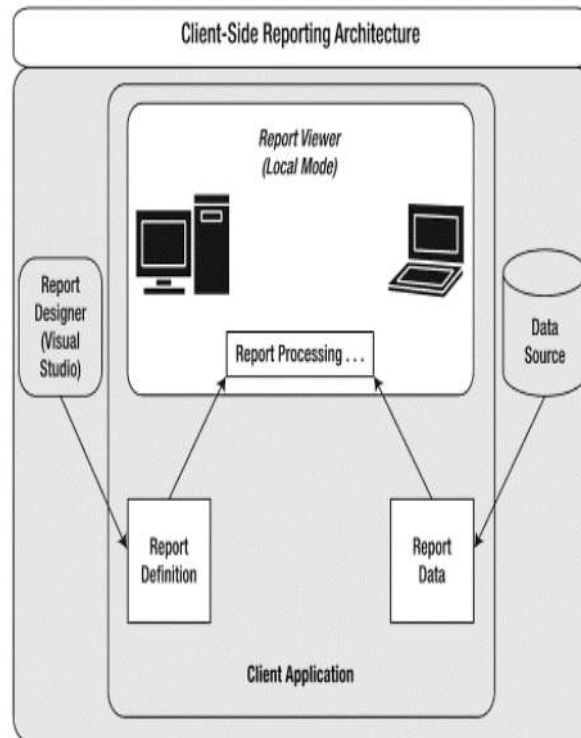 Client-Side Reporting Architecture
Report Viewer
(Local Mode)
Report
Designer
(Visual
Studio)
Data
Source
Report Processing . . .
Report
Definition
Report
Data
Client Application